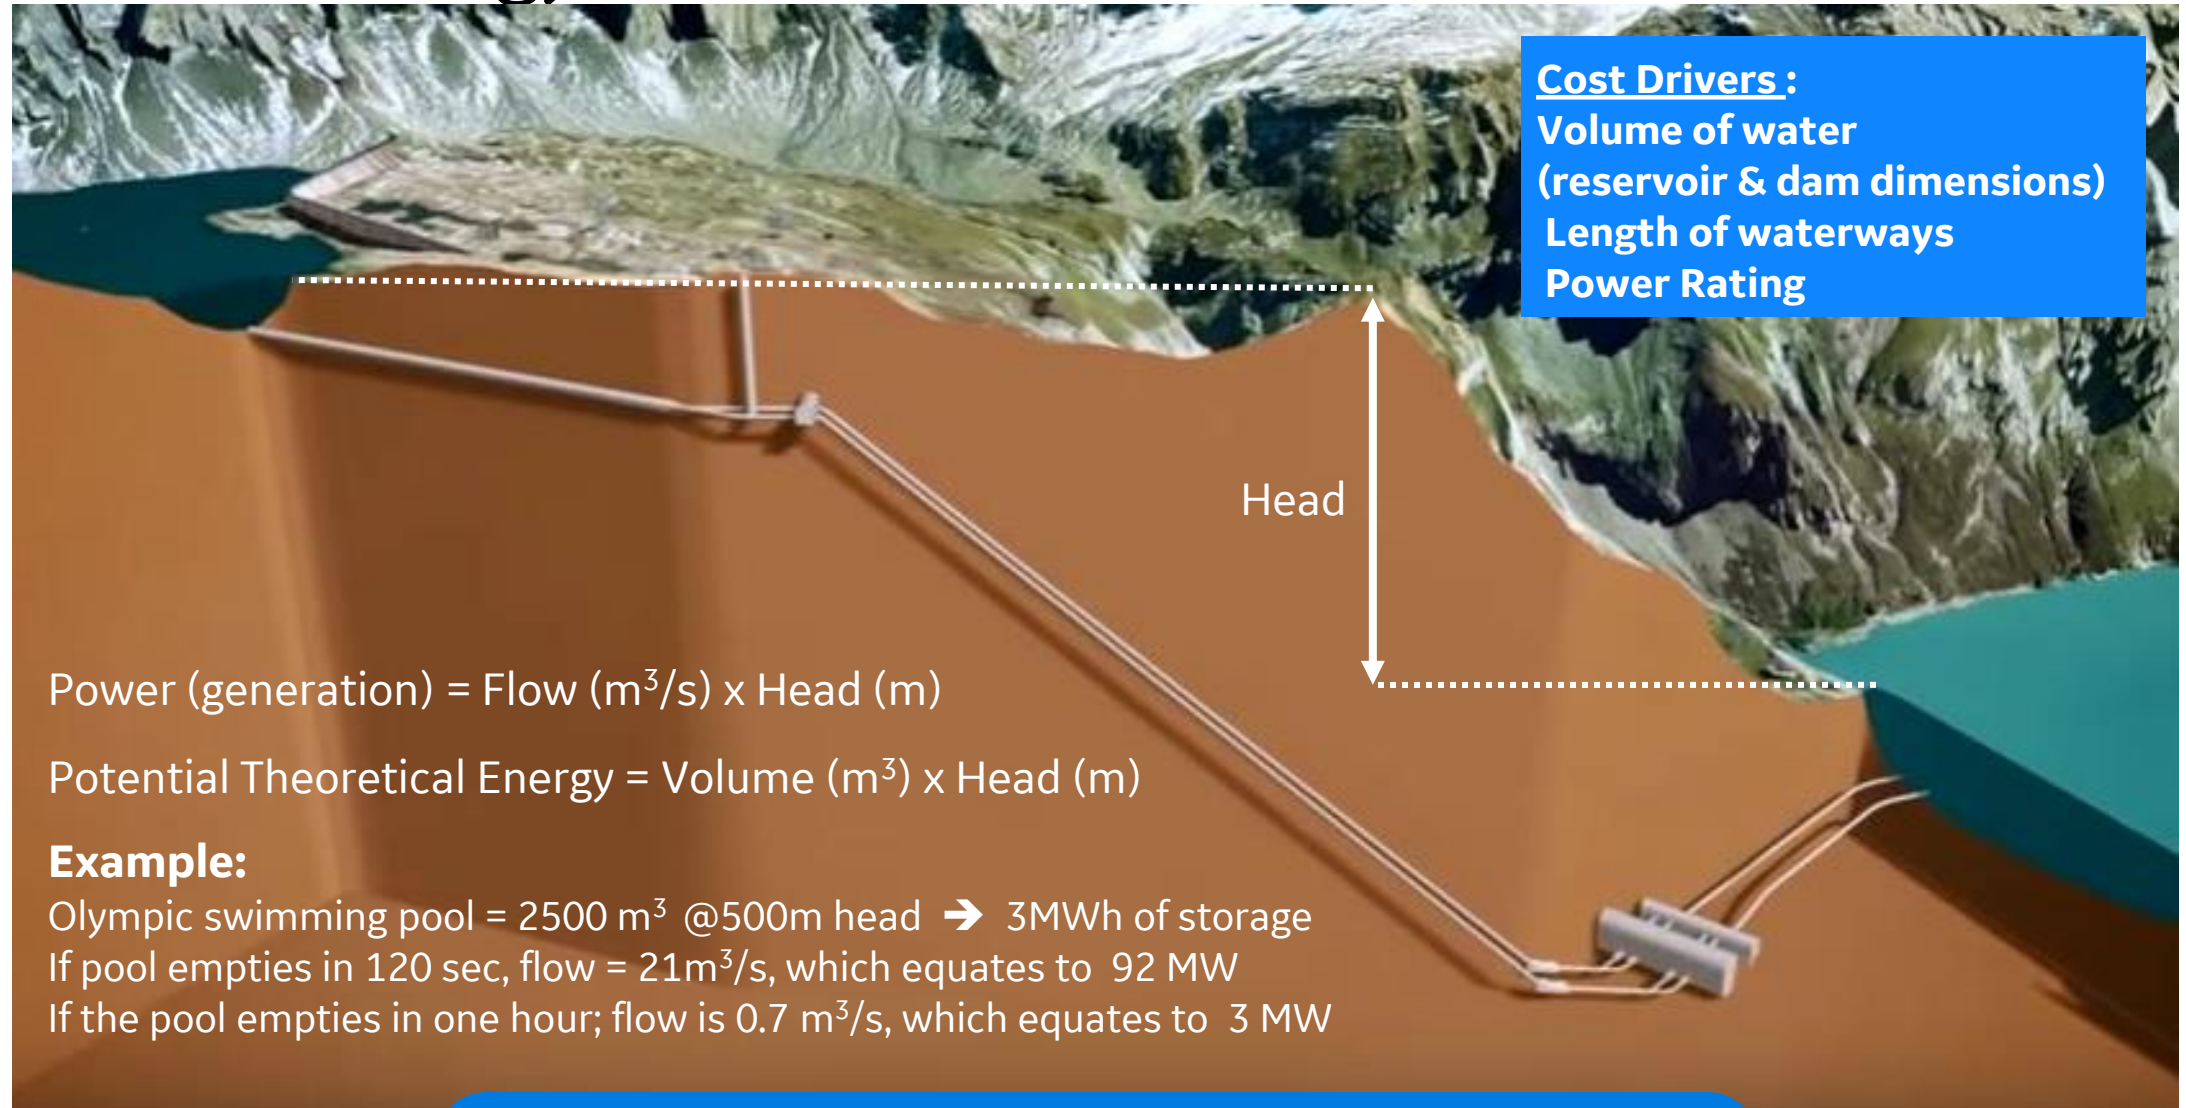 Cost Drivers :
Volume of water
(reservoir & dam dimensions)
Length of waterways
Power Rating
Head
Power (generation) = Flow (m³/s) x Head (m)
Potential Theoretical Energy = Volume (m³) x Head (m)
Example:
Olympic swimming pool = 2500 m³ @500m head ➔ 3MWh of storage
If pool empties in 120 sec, flow = 21m³/s, which equates to 92 MW
If the pool empties in one hour; flow is 0.7 m³/s, which equates to 3 MW